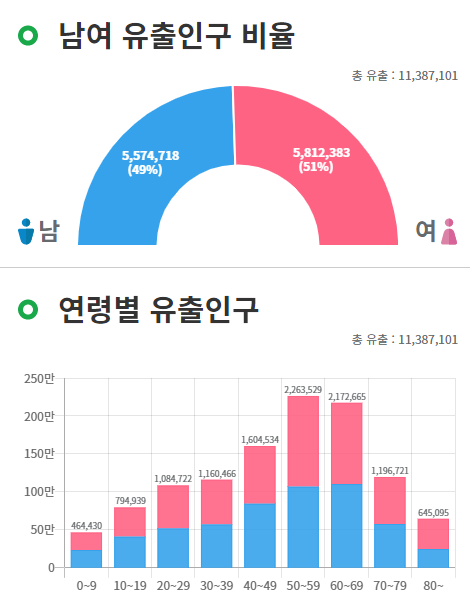 남여 유출인구 비율
총 유출 : 11,387,101
5,574,718
(49%)
5,812,383
(51%)
남
여
연령별 유출인구
총 유출 : 11,387,101
250만
200만
150만
100만
50만
0
464,430
794,939
1,084,722
1,160,466
1,604,534
2,263,529
2,172,665
1,196,721
645,095
0~9 10~19 20~29 30~39 40~49 50~59 60~69 70~79 80~